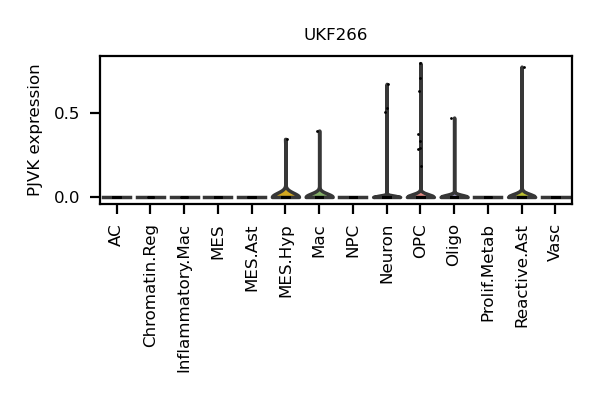 UKF266
PJVK expression
0.5
0.0
AC
Chromatin.Reg
Inflammatory.Mac
MES
MES.Ast
MES.Hyp
Mac
NPC
Neuron
OPC
Oligo
Prolif.Metab
Reactive.Ast
Vasc